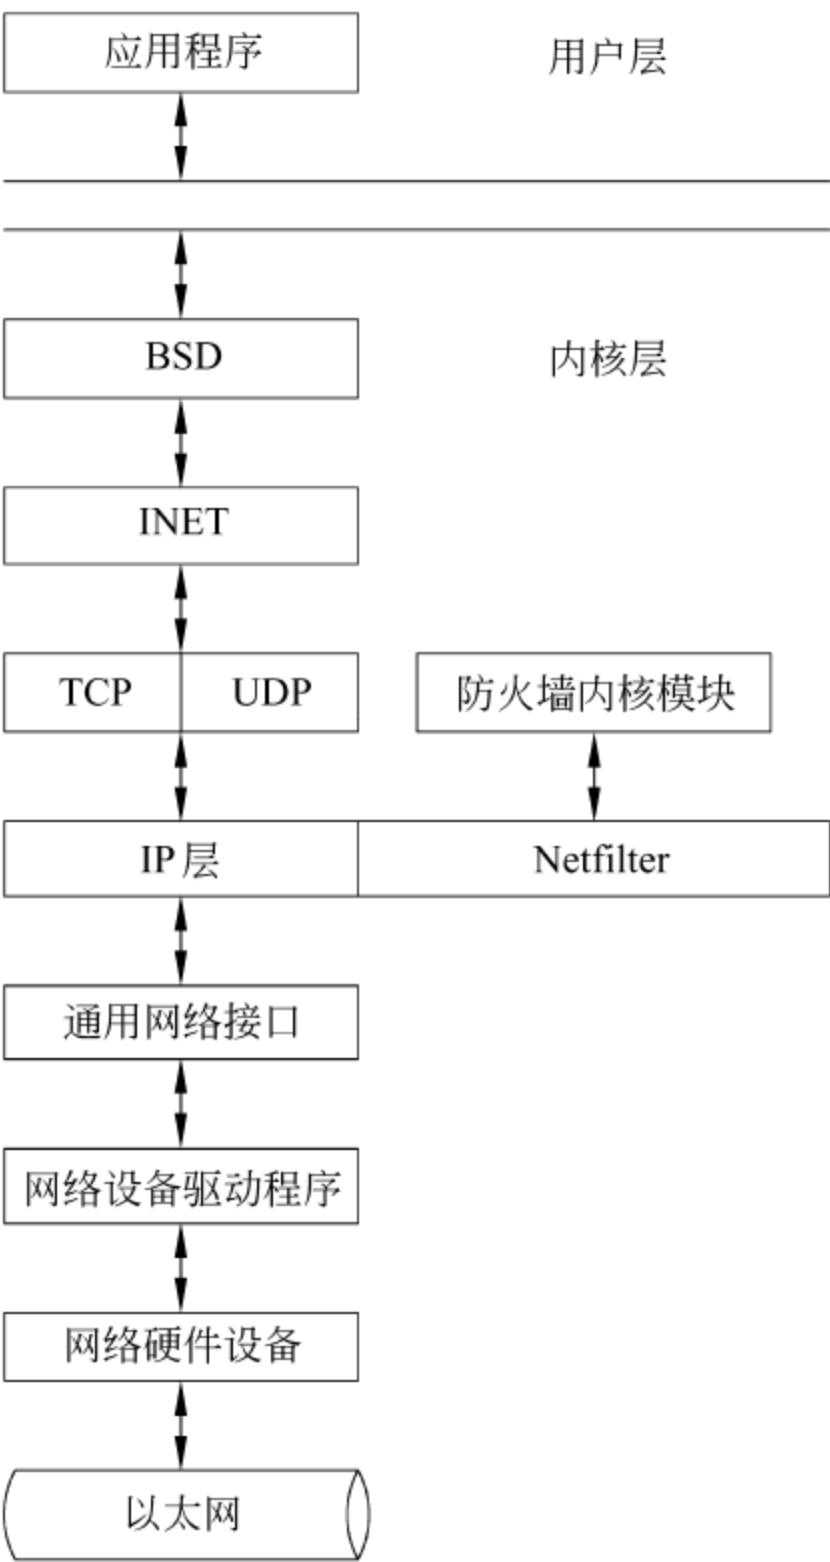 应用程序
用户层
BSD
内核层
INET
TCP
UDP
防火墙内核模块
IP层
Netfilter
通用网络接口
网络设备驱动程序
网络硬件设备
以太网